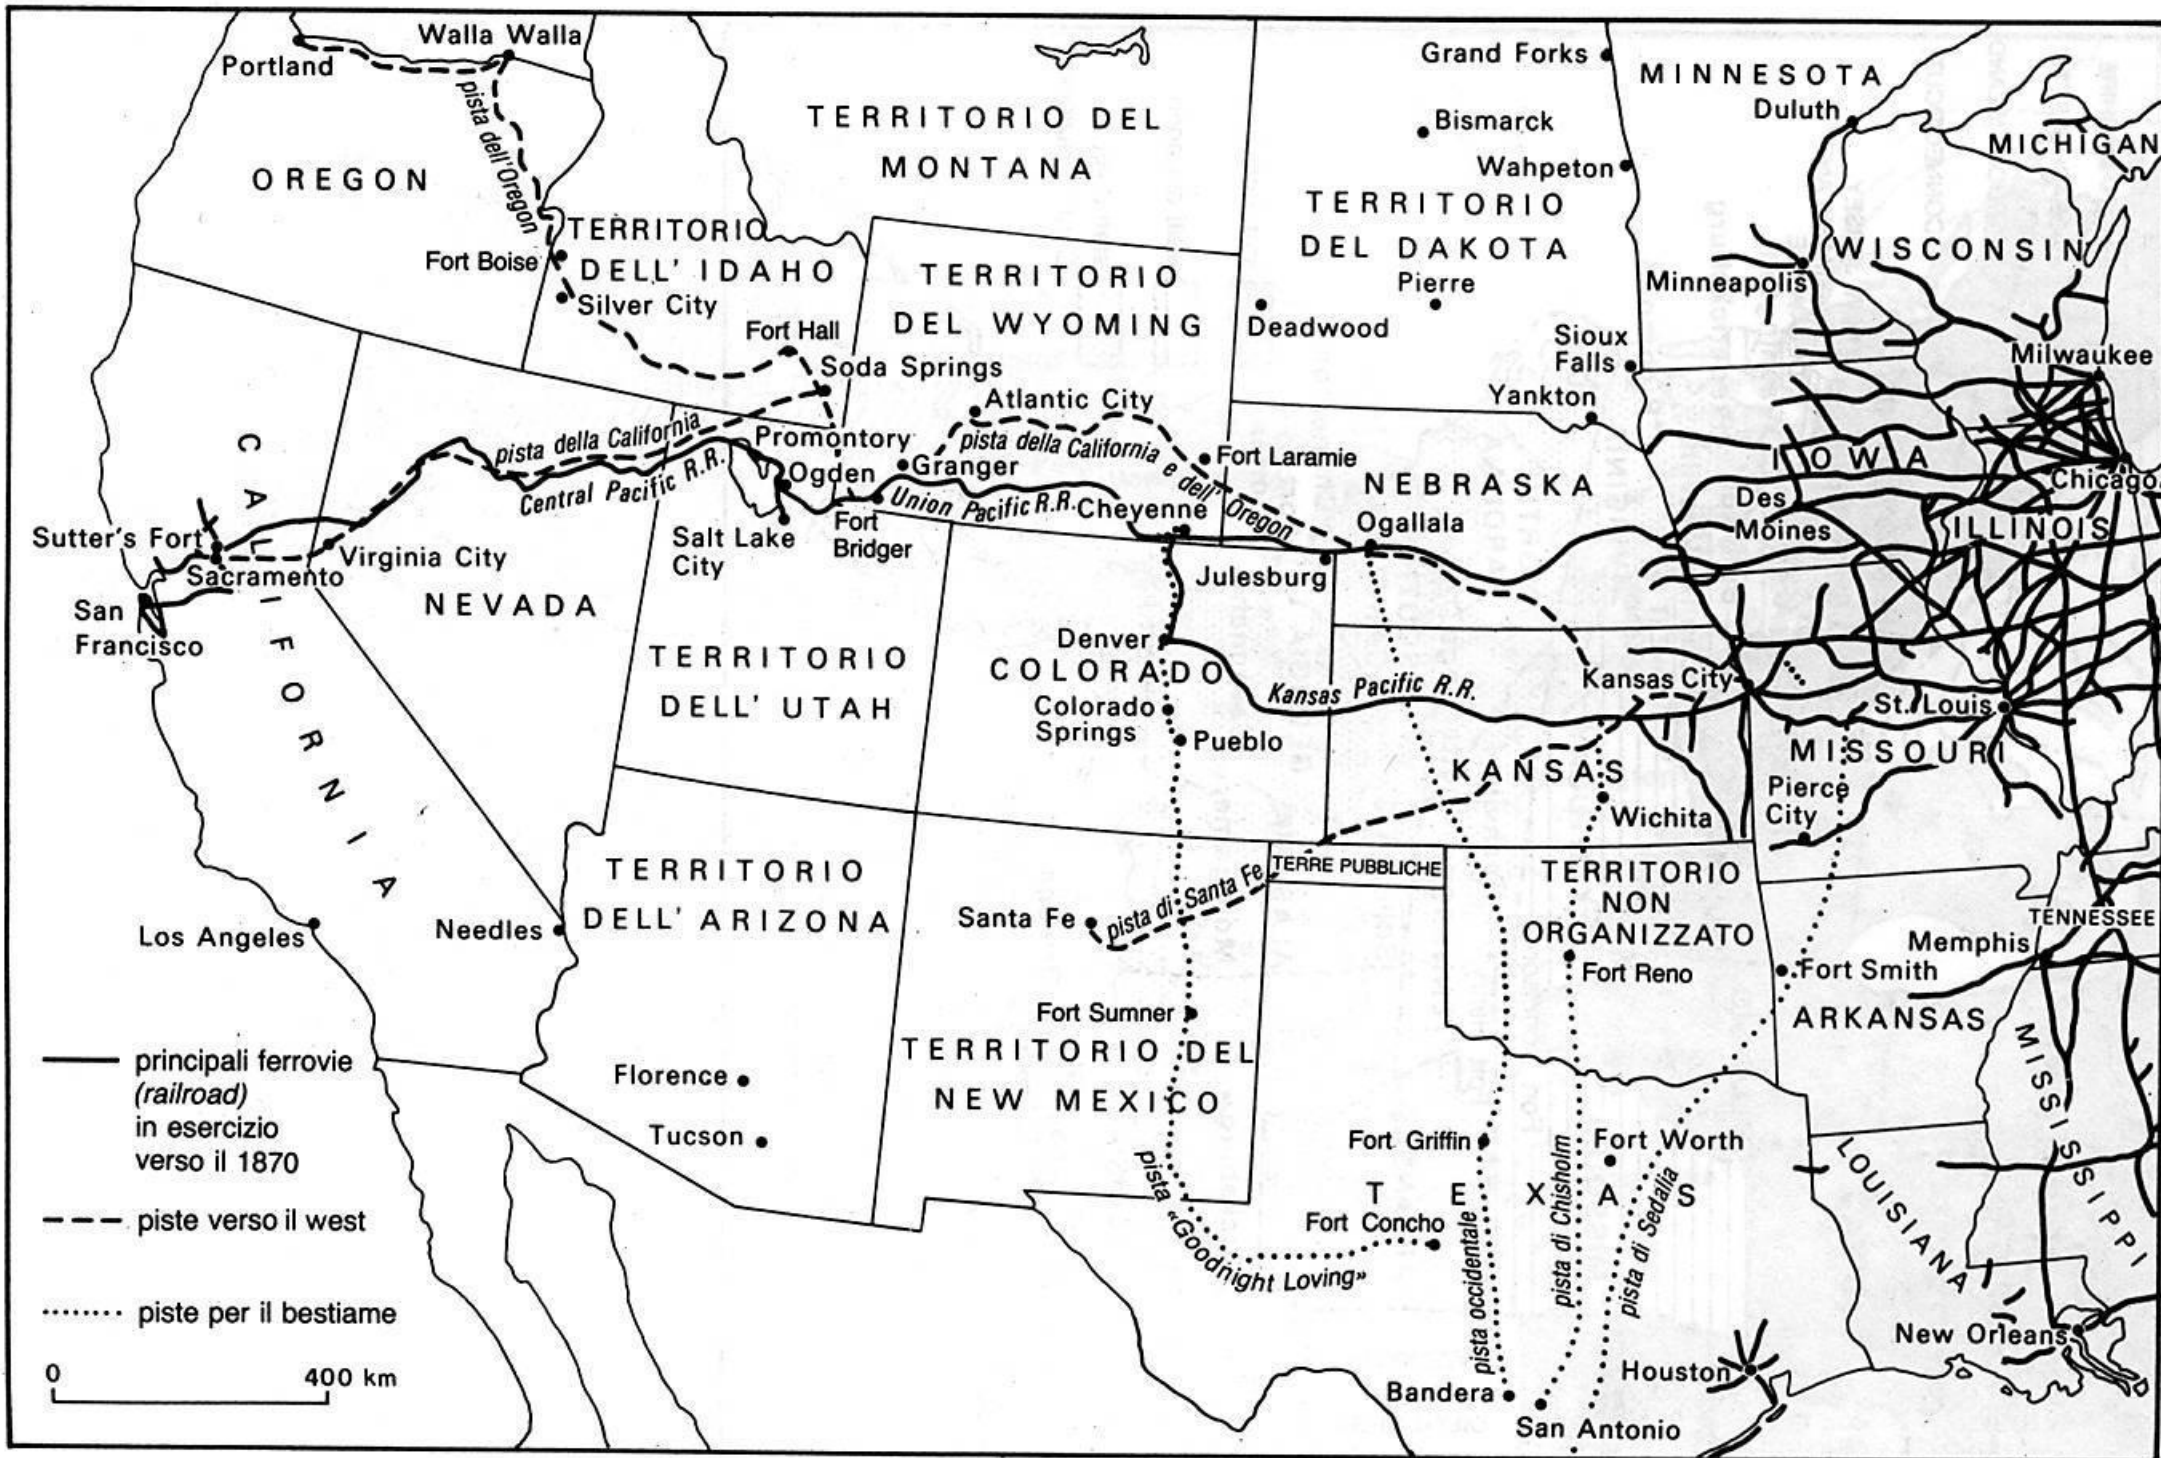 Portland
Walla Walla
pista dell'Oregon
OREGON
TERRITORIO DEL
MONTANA
Grand Forks
MINNESOTA
Duluth
Bismarck
Wahpeton
MICHIGAN
TERRITORIO
DEL DAKOTA
Pierre
Deadwood
WISCONSIN
Minneapolis
Sioux
Falls
Yankton
Milwaukee
TERRITORIO
DELL' IDAHO
Fort Boise
Silver City
Fort Hall
Soda Springs
TERRITORIO
DEL WYOMING
Atlantic City
pista della California e dell' Oregon
Fort Laramie
NEBRASKA
Ogallala
IOWA
Chicago
Des
Moines
ILLINOIS
pista della California
Central Pacific R.R.
Promontory
Ogden
Granger
Union Pacific R.R.
Cheyenne
Fort
Bridger
Salt Lake
City
Julesburg
CALIFORNIA
Sutter's Fort
Sacramento
Virginia City
San
Francisco
NEVADA
TERRITORIO
DELL' UTAH
Denver
COLORADO
Colorado
Springs
Pueblo
Kansas Pacific R.R.
Kansas City
St. Louis
MISSOURI
KANSAS
Wichita
Pierce
City
TERRITORIO
DELL' ARIZONA
Los Angeles
Needles
Santa Fe
pista di Santa Fe
TERRE PUBBLICHE
TERRITORIO
NON
ORGANIZZATO
Fort Reno
TENNESSEE
Memphis
Fort Smith
ARKANSAS
MISSISSIPPI
Fort Sumner
TERRITORIO DEL
NEW MEXICO
Florence
Tucson
pista «Goodnight Loving»
Fort Griffin
Fort Worth
TEXAS
Fort Concho
pista occidentale
pista di Chisholm
pista di Sedalia
LOUISIANA
New Orleans
Houston
Bandera
San Antonio
principali ferrovie
(railroad)
in esercizio
verso il 1870
piste verso il west
piste per il bestiame
0 400 km